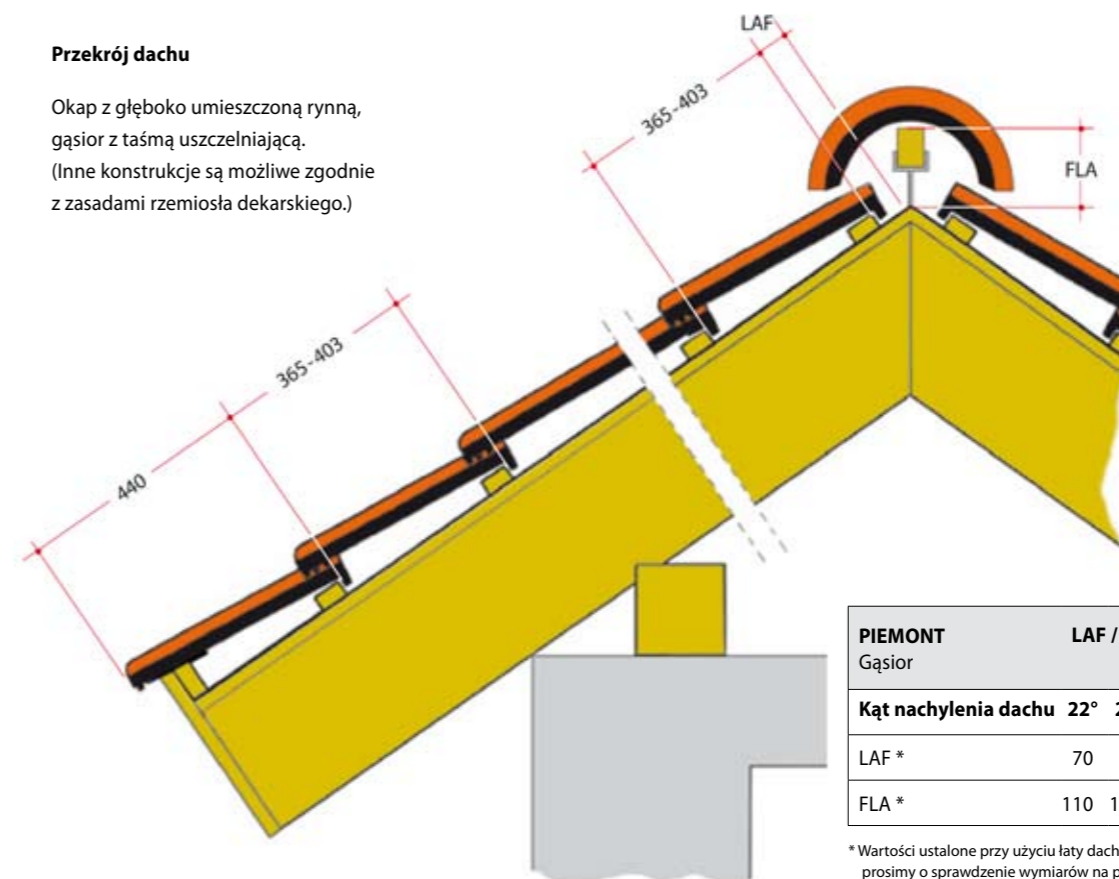 Przekrój dachu
Okap z głęboko umieszczoną rynną,
gąsior z taśmą uszczelniającą.
(Inne konstrukcje są możliwe zgodnie
z zasadami rzemiosła dekarskiego.)
LAF
365-403
FLA
365-403
440
PIEMONT LAF /
Gąsior
Kąt nachylenia dachu 22°
LAF * 70
FLA * 110
* Wartości ustalone przy użyciu łaty
prosimy o sprawdzenie wymiarów na